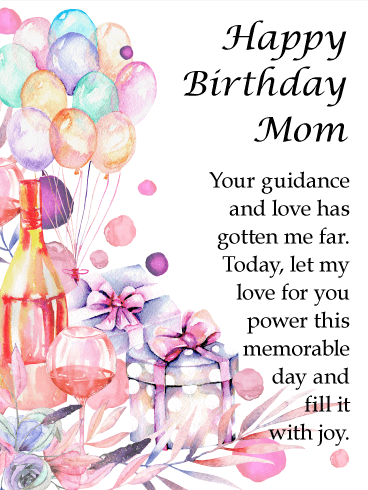 Happy
Birthday
Mom
Your guidance
and love has
gotten me far.
Today, let my
love for you
power this
memorable
day and
fill it
with joy.